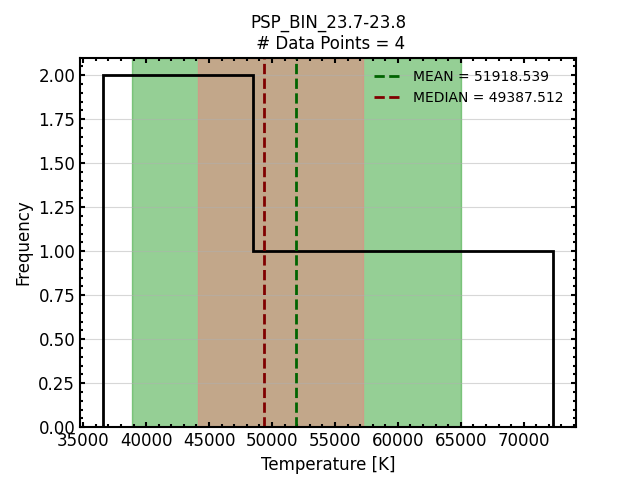 PSP_BIN_23.7-23.8
# Data Points = 4
MEAN = 51918.539
MEDIAN = 49387.512
2.00
1.75
1.50
1.25
1.00
0.75
0.50
0.25
0.00
Frequency
35000 40000 45000 50000 55000 60000 65000 70000
Temperature [K]